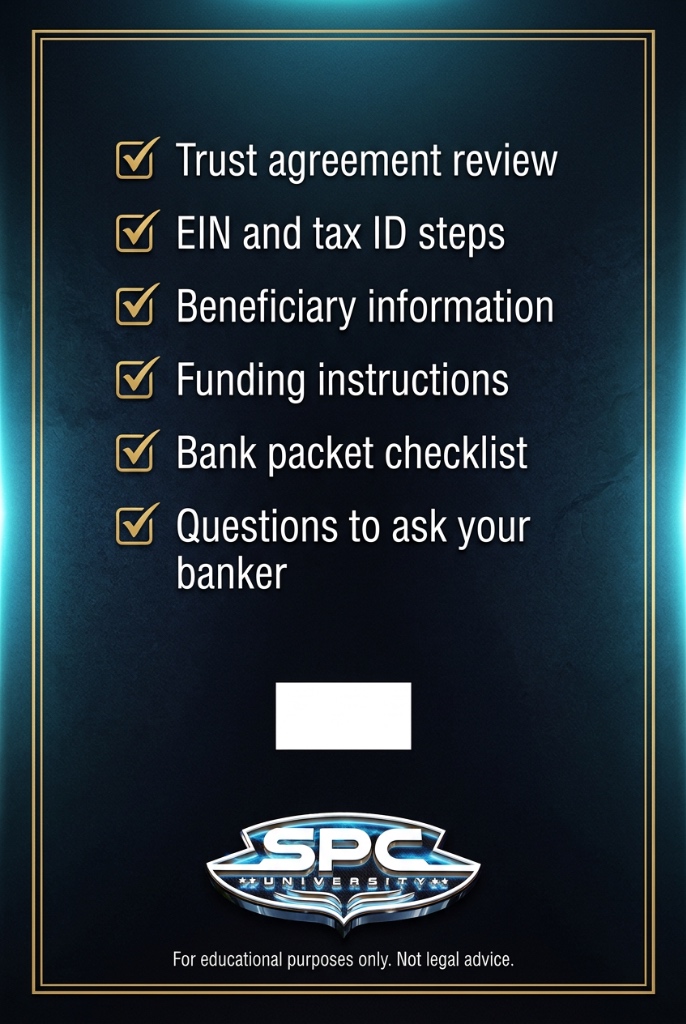 Trust agreement review
EIN and tax ID steps
Beneficiary information
Funding instructions
Bank packet checklist
Questions to ask your
banker
SPC
UNIVERSITY
For educational purposes only. Not legal advice.